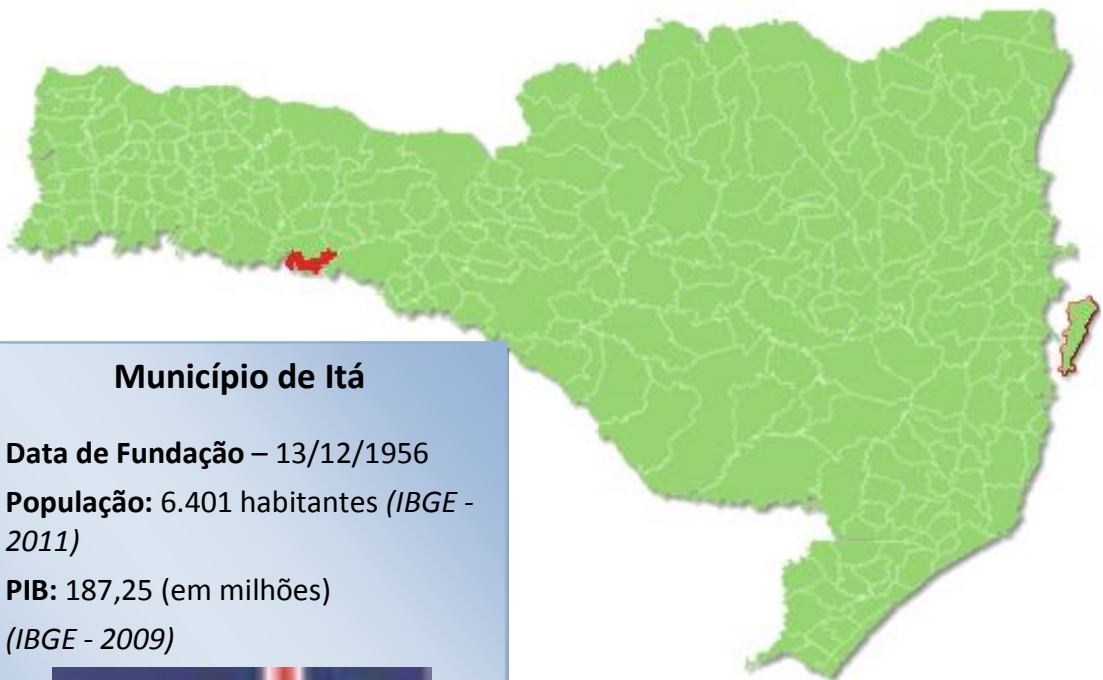 Município de Itá
Data de Fundação – 13/12/1956
População: 6.401 habitantes (IBGE -
2011)
PIB: 187,25 (em milhões)
(IBGE - 2009)